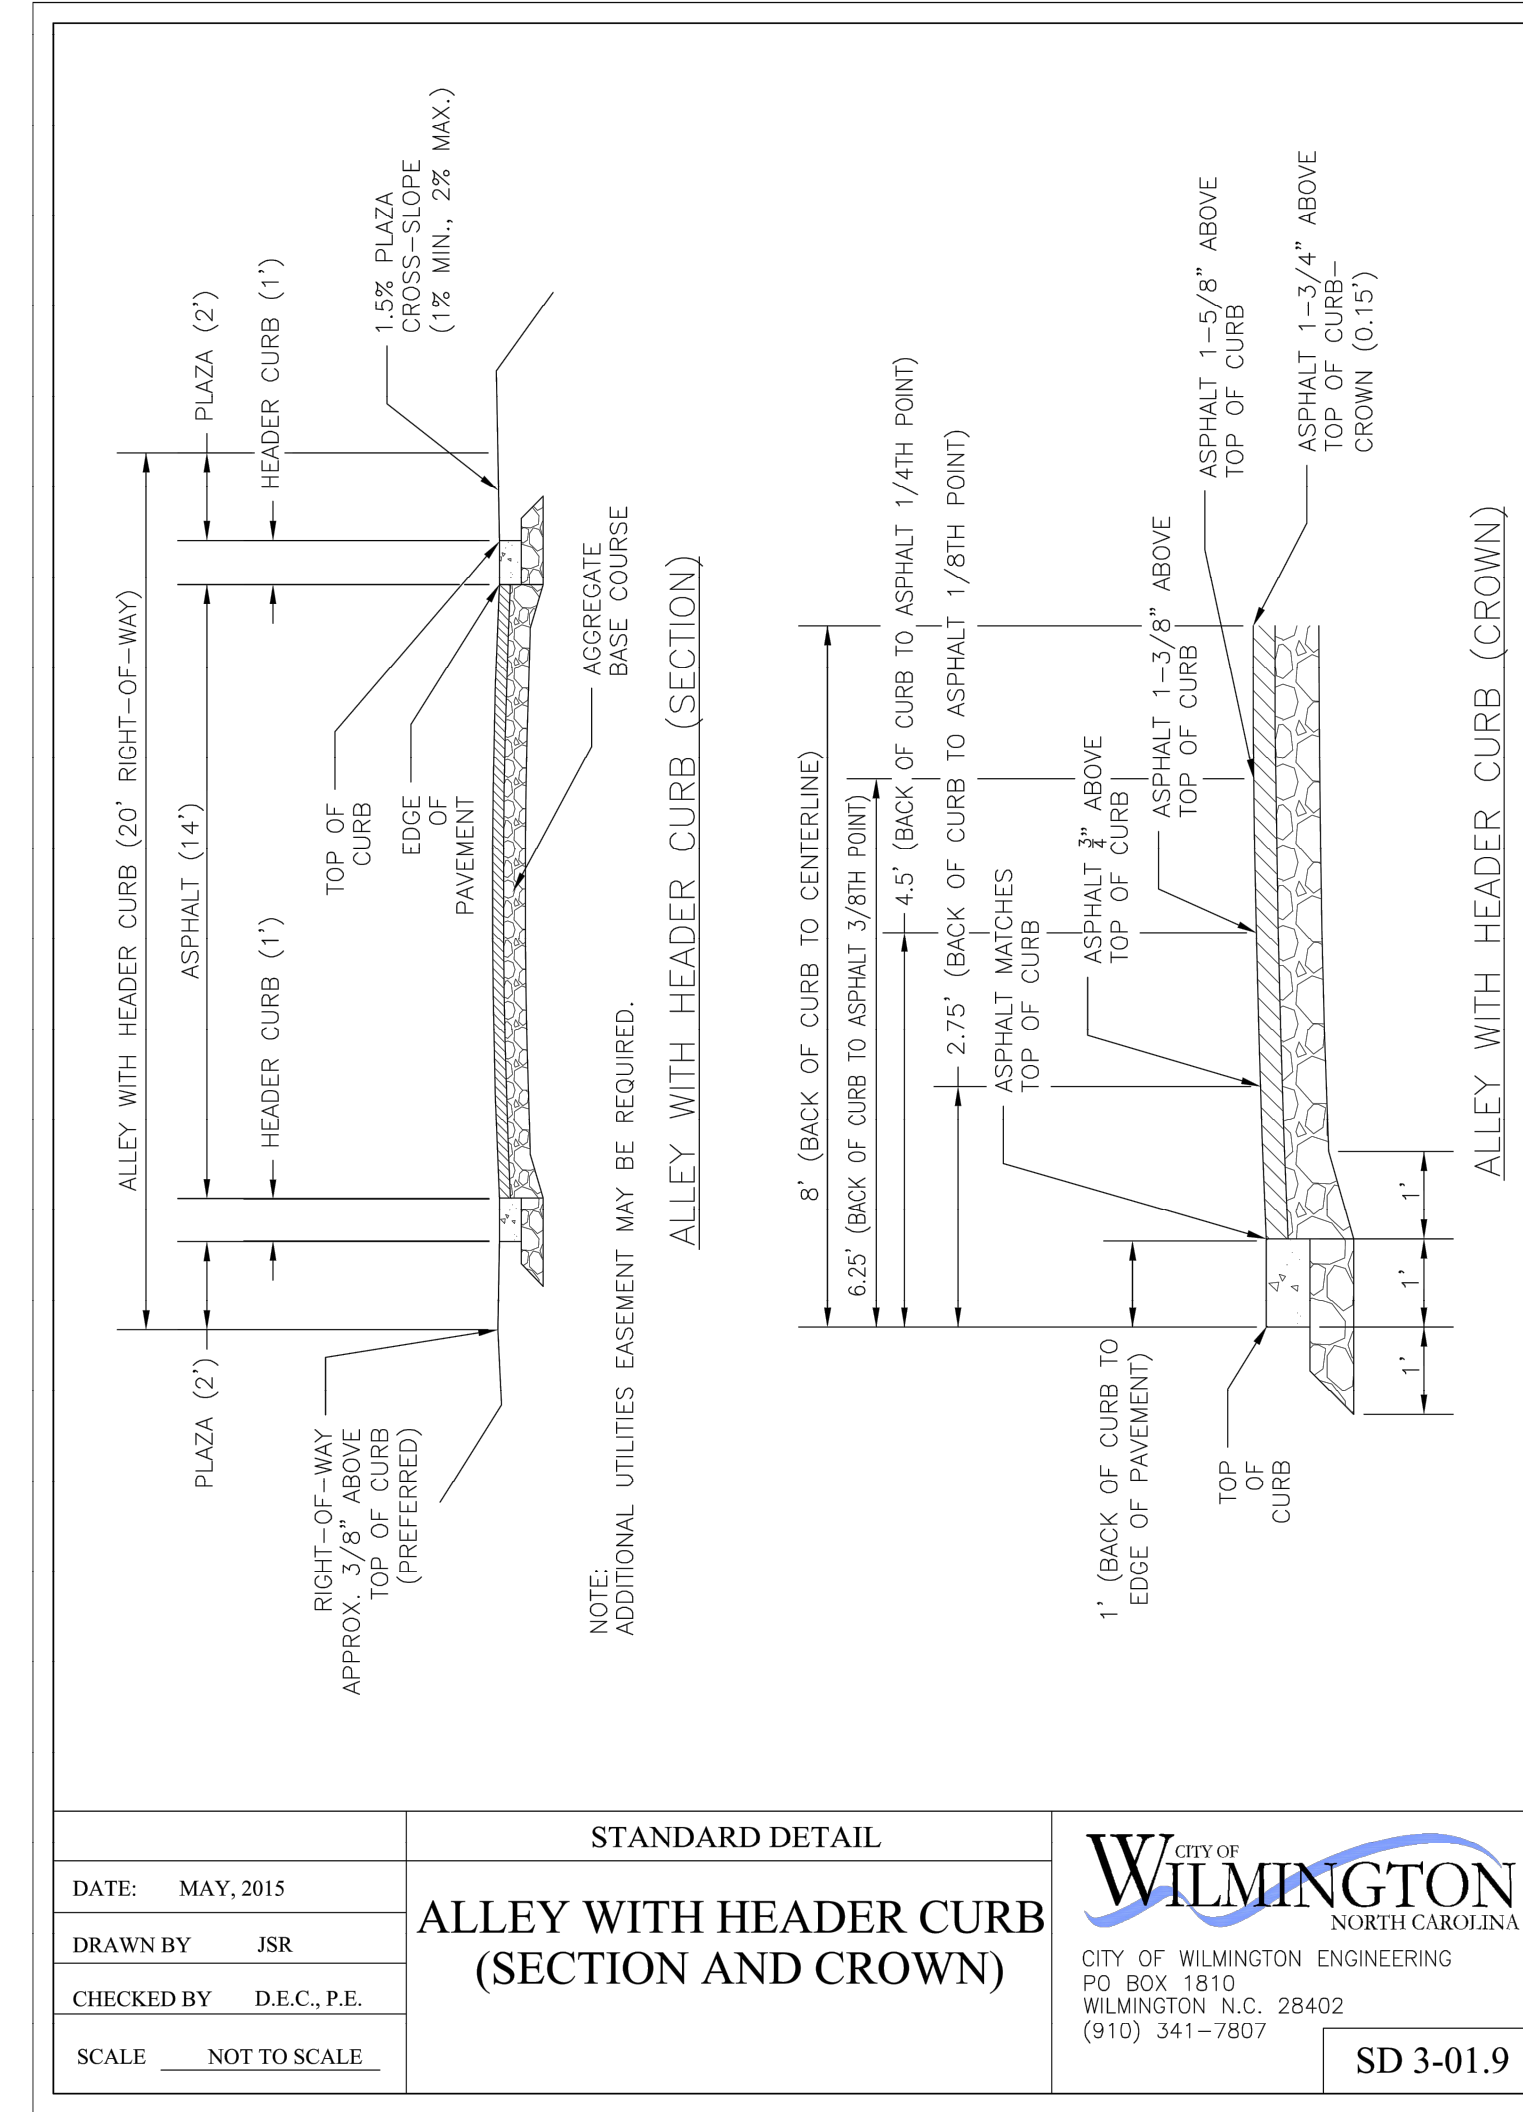 ALLEY WITH HEADER CURB (20' RIGHT-OF-WAY)
PLAZA (2')
ASPHALT (14')
PLAZA (2')
HEADER CURB (1')
HEADER CURB (1')
RIGHT-OF-WAY
APPROX. 3/8" ABOVE
TOP OF CURB
(PREFERRED)
TOP OF
CURB
EDGE
OF
PAVEMENT
1.5% PLAZA
CROSS-SLOPE
(1% MIN., 2% MAX.)
AGGREGATE
BASE COURSE
NOTE:
ADDITIONAL UTILITIES EASEMENT MAY BE REQUIRED.
ALLEY WITH HEADER CURB (SECTION)
8' (BACK OF CURB TO CENTERLINE)
6.25' (BACK OF CURB TO ASPHALT 3/8TH POINT)
4.5' (BACK OF CURB TO ASPHALT 1/4TH POINT)
2.75' (BACK OF CURB TO ASPHALT 1/8TH POINT)
ASPHALT MATCHES
TOP OF CURB
1' (BACK OF CURB TO
EDGE OF PAVEMENT)
ASPHALT 3/4" ABOVE
TOP OF CURB
ASPHALT 1-3/8" ABOVE
TOP OF CURB
ASPHALT 1-5/8" ABOVE
TOP OF CURB
ASPHALT 1-3/4" ABOVE
TOP OF CURB-
CROWN (0.15')
TOP
OF
CURB
1'
1'
1'
ALLEY WITH HEADER CURB (CROWN)
STANDARD DETAIL
DATE: MAY, 2015
DRAWN BY JSR
CHECKED BY D.E.C., P.E.
SCALE NOT TO SCALE
ALLEY WITH HEADER CURB
(SECTION AND CROWN)
CITY OF
WILMINGTON
NORTH CAROLINA
CITY OF WILMINGTON ENGINEERING
PO BOX 1810
WILMINGTON N.C. 28402
(910) 341-7807
SD 3-01.9